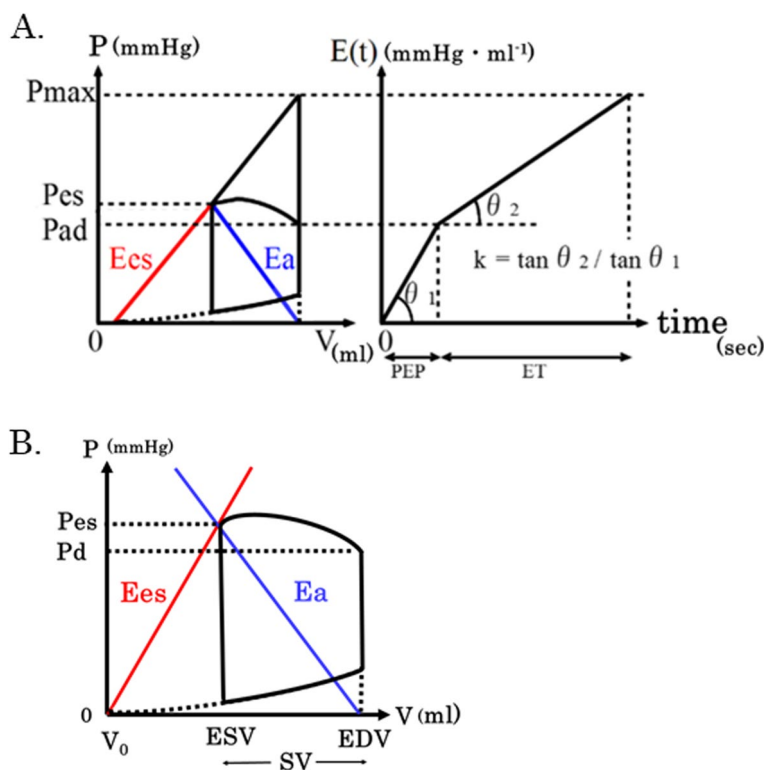 A.
P (mmHg)
E(t) (mmHg・ml⁻¹)
Pmax
Pes
Pad
Ees
Ea
θ 2
k = tan θ 2 / tan θ 1
θ 1
0
V(ml)
0
time
(sec)
PEP
ET
B.
P (mmHg)
Pes
Pd
Ees
Ea
0
V (ml)
V₀
ESV
EDV
SV